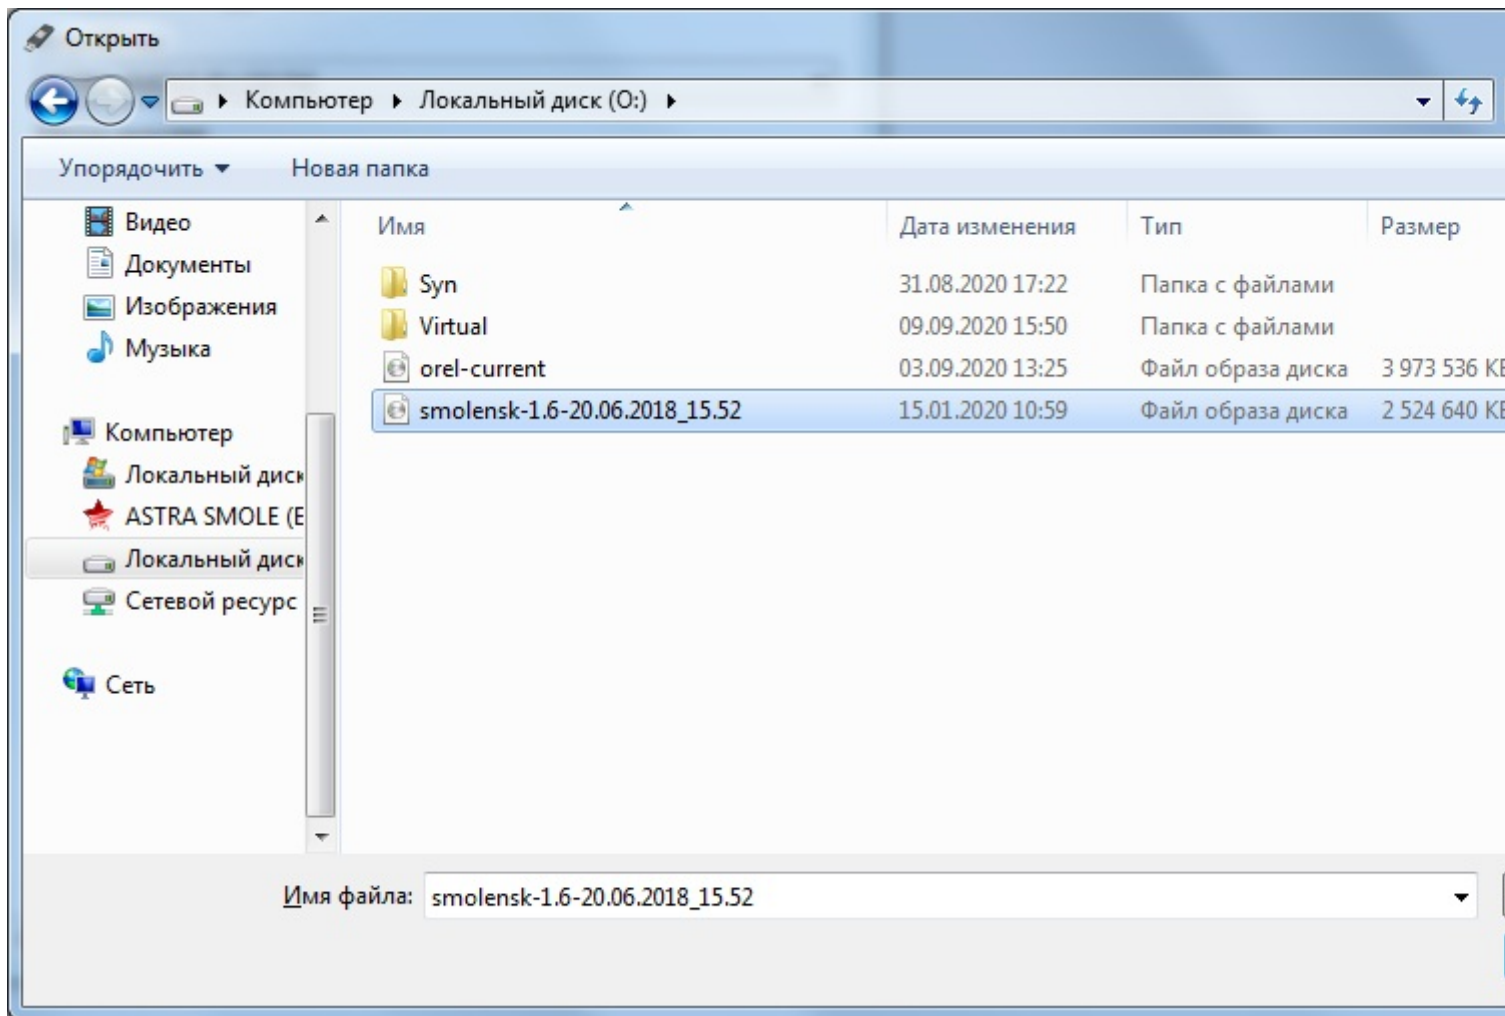 Открыть
Компьютер Локальный диск (O:)
Упорядочить Новая папка
Видео
Документы
Изображения
Музыка
Компьютер
Локальный диск
ASTRA SMOLE (E
Локальный диск
Сетевой ресурс
Сеть
Имя Дата изменения Тип Размер
Syn 31.08.2020 17:22 Папка с файлами
Virtual 09.09.2020 15:50 Папка с файлами
orel-current 03.09.2020 13:25 Файл образа диска 3 973 536 КБ
smolensk-1.6-20.06.2018_15.52 15.01.2020 10:59 Файл образа диска 2 524 640 КБ
Имя файла: smolensk-1.6-20.06.2018_15.52